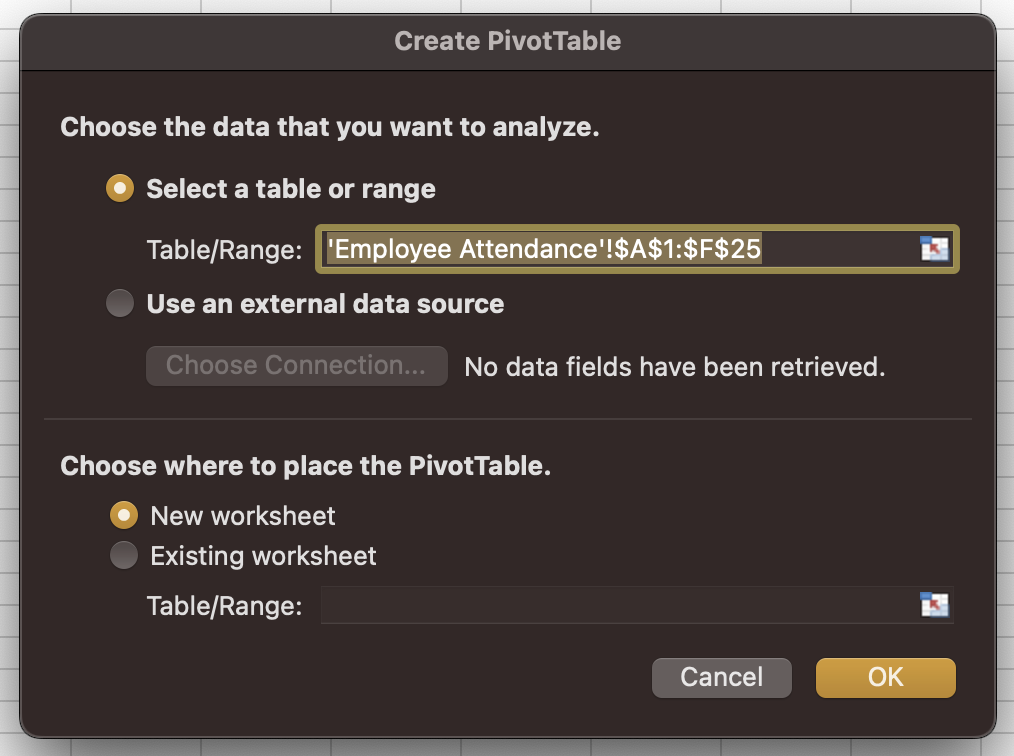 Create PivotTable
Choose the data that you want to analyze.
Select a table or range
Table/Range: 'Employee Attendance'!$A$1:$F$25
Use an external data source
Choose Connection... No data fields have been retrieved.
Choose where to place the PivotTable.
New worksheet
Existing worksheet
Table/Range:
Cancel OK